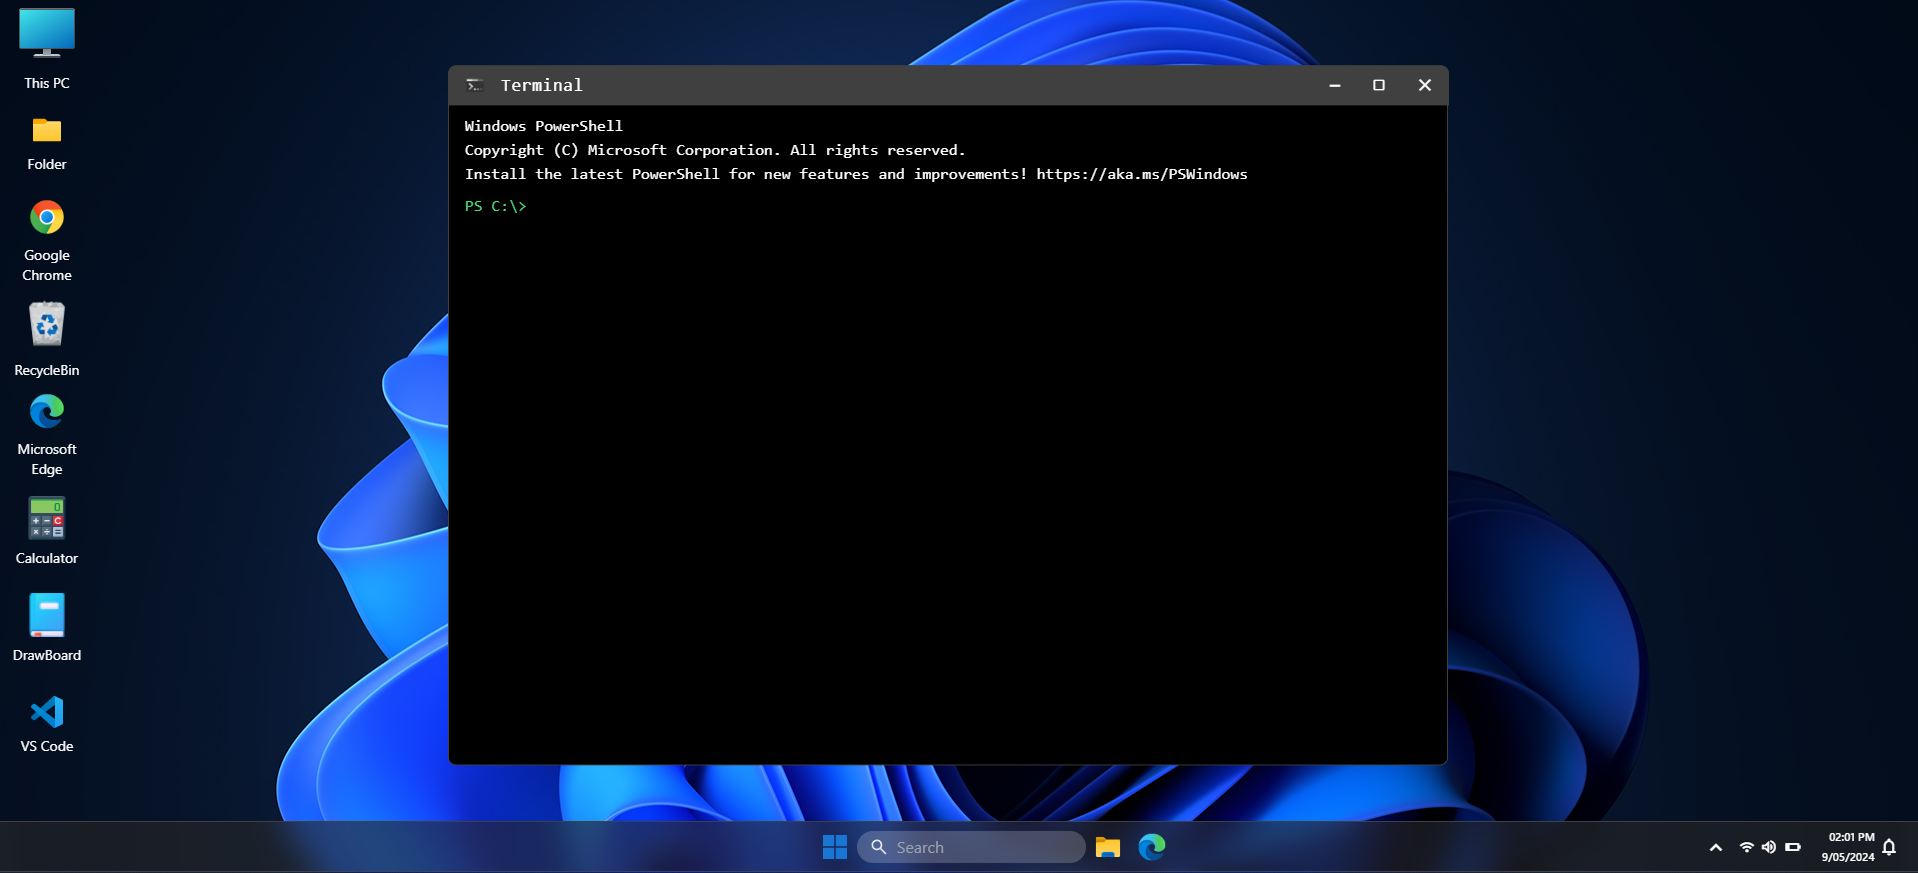 This PC
Folder
Google
Chrome
RecycleBin
Microsoft
Edge
Calculator
DrawBoard
VS Code
Terminal
Windows PowerShell
Copyright (C) Microsoft Corporation. All rights reserved.
Install the latest PowerShell for new features and improvements! https://aka.ms/PSWindows
PS C:\>
Search
02:01 PM
9/05/2024